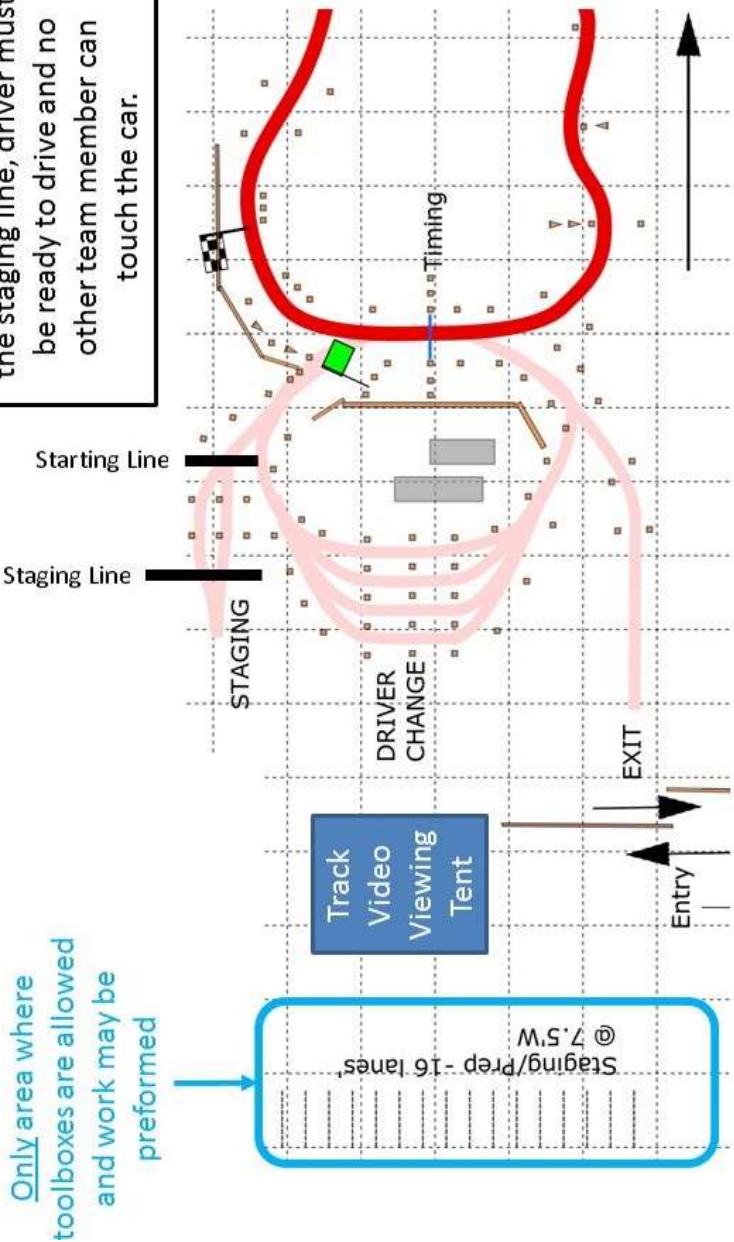 the staging line, driver must
be ready to drive and no
other team member can
touch the car.
Timing
Starting Line
Staging Line
STAGING
DRIVER
CHANGE
EXIT
Track
Video
Viewing
Tent
Entry
Only area where
toolboxes are allowed
and work may be
preformed
Staging/Prep -16 lanes'
@ 7.5'W